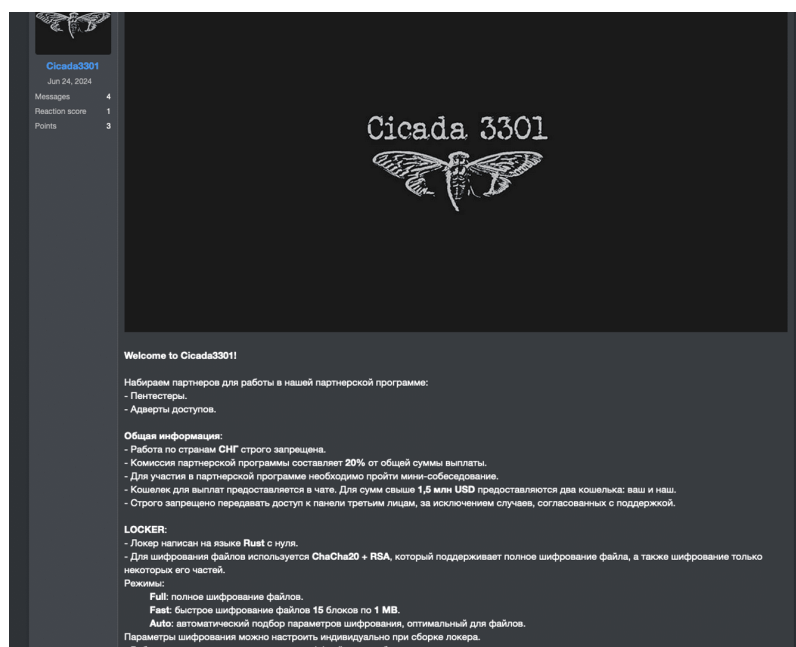 Cicada3301
Jun 24, 2024
Messages 4
Reaction score 1
Points 3
Cicada 3301
Welcome to Cicada3301!
Набираем партнеров для работы в нашей партнерской программе:
- Пентестеры.
- Адверты доступов.
Общая информация:
- Работа по странам СНГ строго запрещена.
- Комиссия партнерской программы составляет 20% от общей суммы выплаты.
- Для участия в партнерской программе необходимо пройти мини-собеседование.
- Кошелек для выплат предоставляется в чате. Для сумм свыше 1,5 млн USD предоставляются два кошелька: ваш и наш.
- Строго запрещено передавать доступ к панели третьим лицам, за исключением случаев, согласованных с поддержкой.
LOCKER:
- Локер написан на языке Rust с нуля.
- Для шифрования файлов используется ChaCha20 + RSA, который поддерживает полное шифрование файла, а также шифрование только
некоторых его частей.
Режимы:
Full: полное шифрование файлов.
Fast: быстрое шифрование файлов 15 блоков по 1 MB.
Auto: автоматический подбор параметров шифрования, оптимальный для файлов.
Параметры шифрования можно настроить индивидуально при сборке локера.